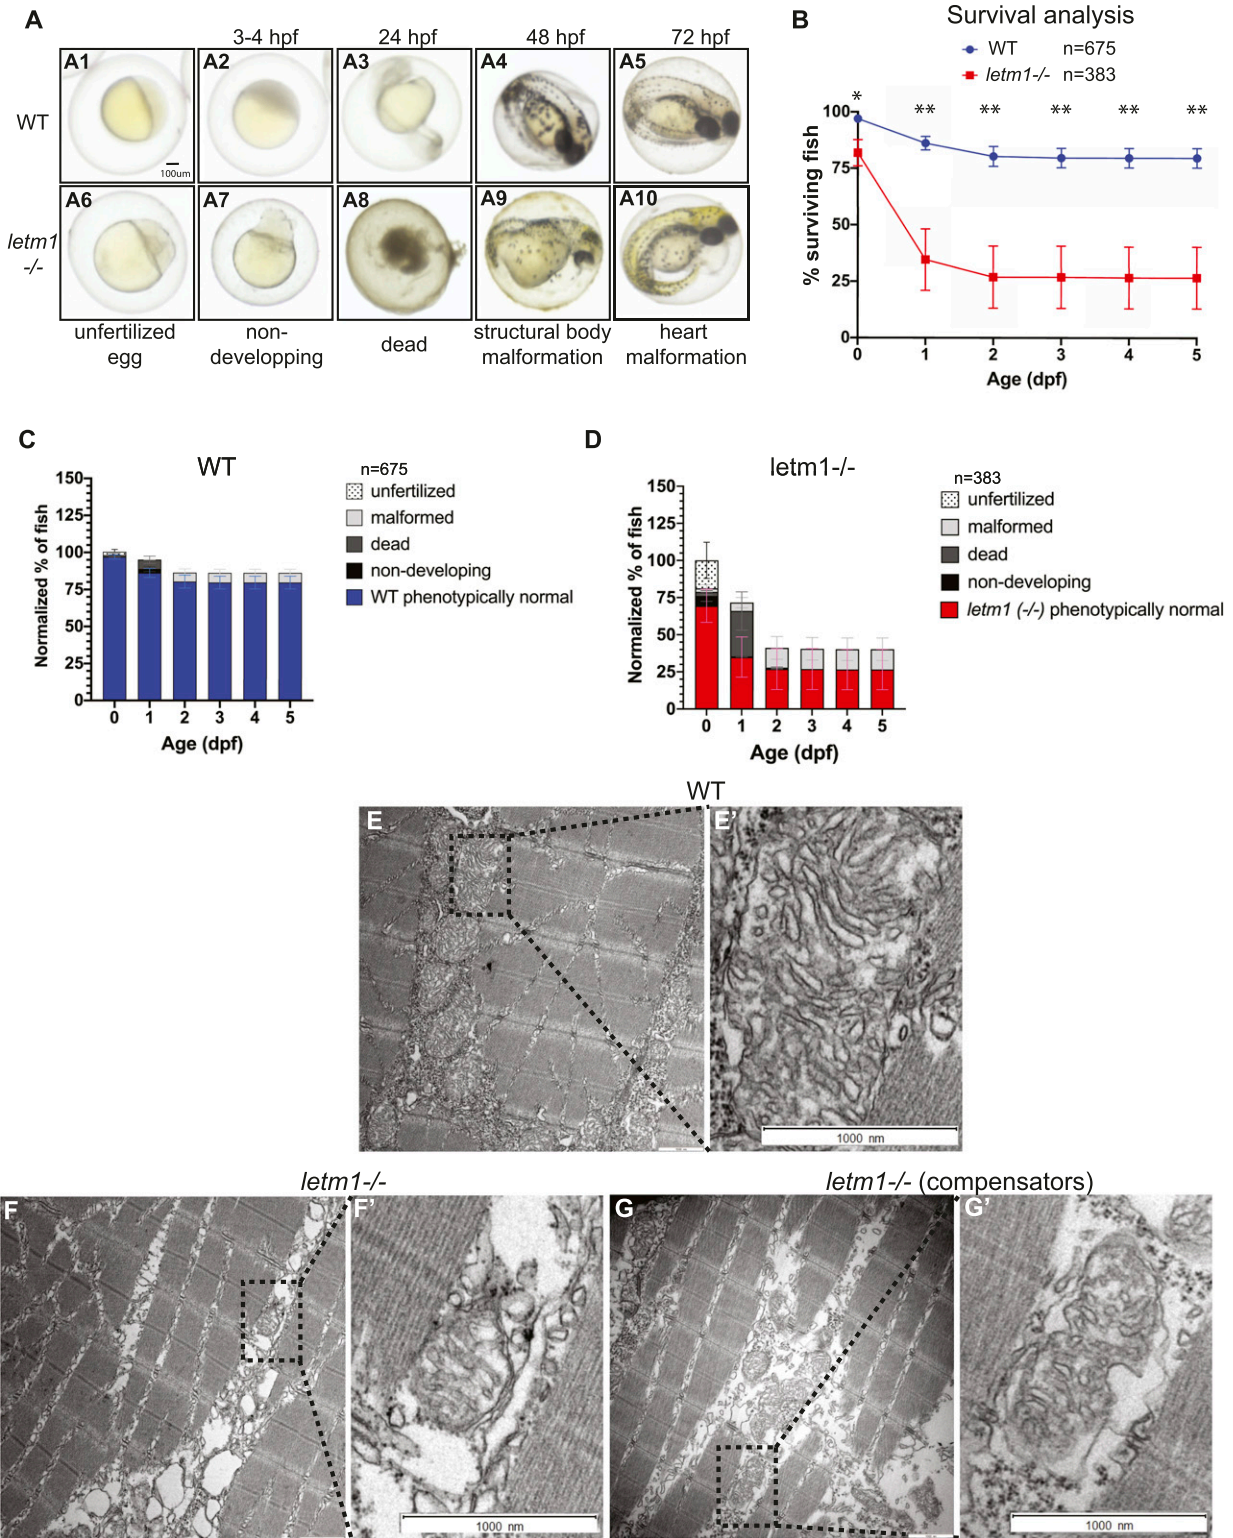 A
3-4 hpf 24 hpf 48 hpf 72 hpf
WT
A1 A2 A3 A4 A5
100um
letm1
-/-
A6 A7 A8 A9 A10
unfertilized
egg
non-
developping
dead
structural body
malformation
heart
malformation
B
Survival analysis
WT n=675
letm1-/- n=383
* ** ** ** ** **
% surviving fish
100
75
50
25
0
0 1 2 3 4 5
Age (dpf)
C
WT
n=675
unfertilized
malformed
dead
non-developing
WT phenotypically normal
Normalized % of fish
150
125
100
75
50
25
0
0 1 2 3 4 5
Age (dpf)
D
letm1-/-
n=383
unfertilized
malformed
dead
non-developing
letm1 (-/-) phenotypically normal
Normalized % of fish
150
125
100
75
50
25
0
0 1 2 3 4 5
Age (dpf)
WT
E E'
1000 nm
letm1-/-
F F'
1000 nm
letm1-/- (compensators)
G G'
1000 nm